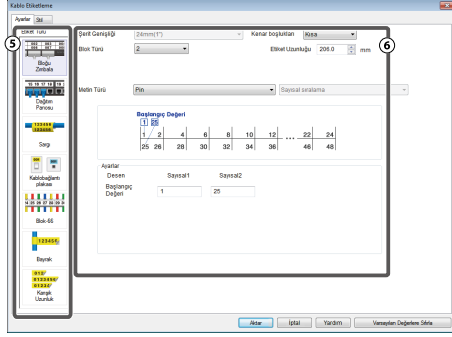 Kablo Etiketleme
Ayarlar Stil
Etiket Türü
Bloğu
Zımbala
Dağıtım
Panosu
Sargı
Kablobağlantı
plakası
Blok-66
Bayrak
Karışık
Uzunluk
5
6
Şerit Genişliği 24mm(1") Kenar boşlukları Kısa
Blok Türü 2 Etiket Uzunluğu 206.0 mm
Metin Türü Pin Sayısal sıralama
Başlangıç Değeri
1 25
1 2 4 6 8 10 12 ... 22 24
25 26 28 30 32 34 36 46 48
Ayarlar
Desen Sayısal1 Sayısal2
Başlangıç
Değeri 1 25
Aktar İptal Yardım Varsayılan Değerlere Sıfırla